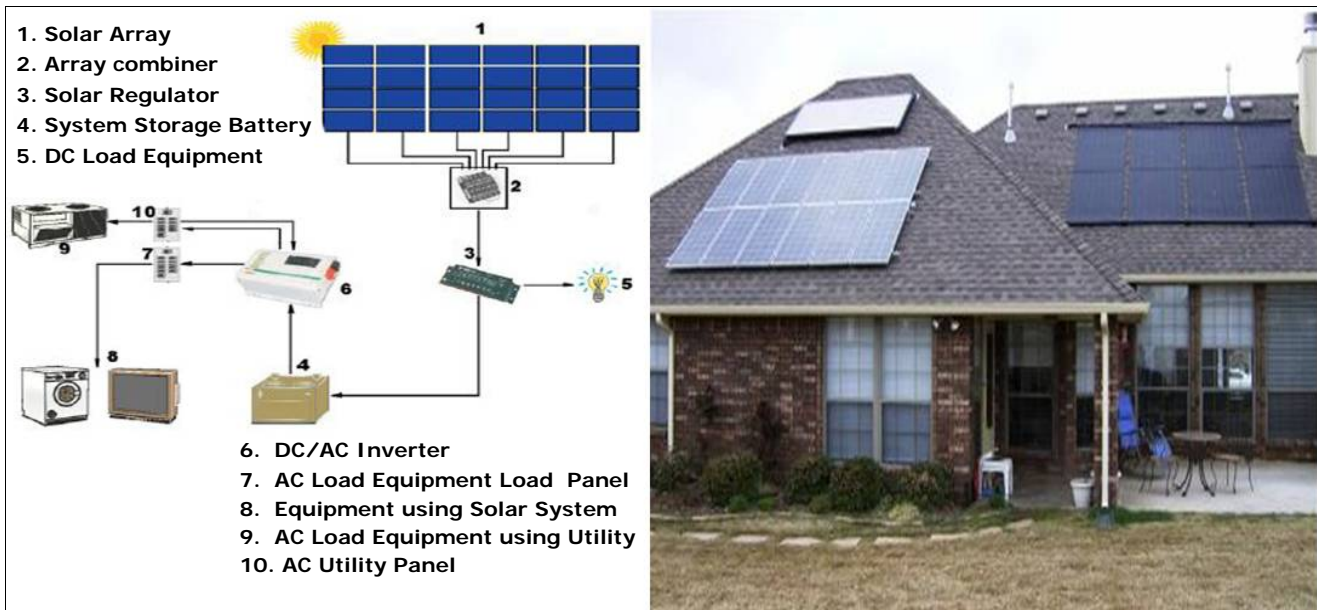 1. Solar Array
2. Array combiner
3. Solar Regulator
4. System Storage Battery
5. DC Load Equipment
1
2
3
5
10
9
7
6
8
4
6. DC/AC Inverter
7. AC Load Equipment Load Panel
8. Equipment using Solar System
9. AC Load Equipment using Utility
10. AC Utility Panel